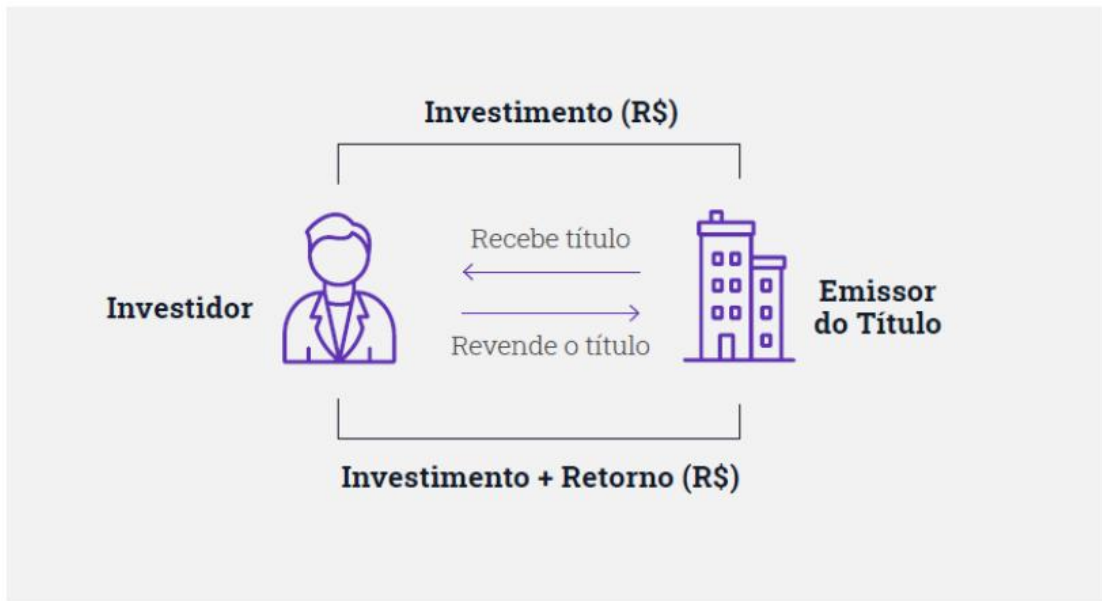 Investimento (R$)
Recebe título
Investidor
Emissor
do Título
Revende o título
Investimento + Retorno (R$)